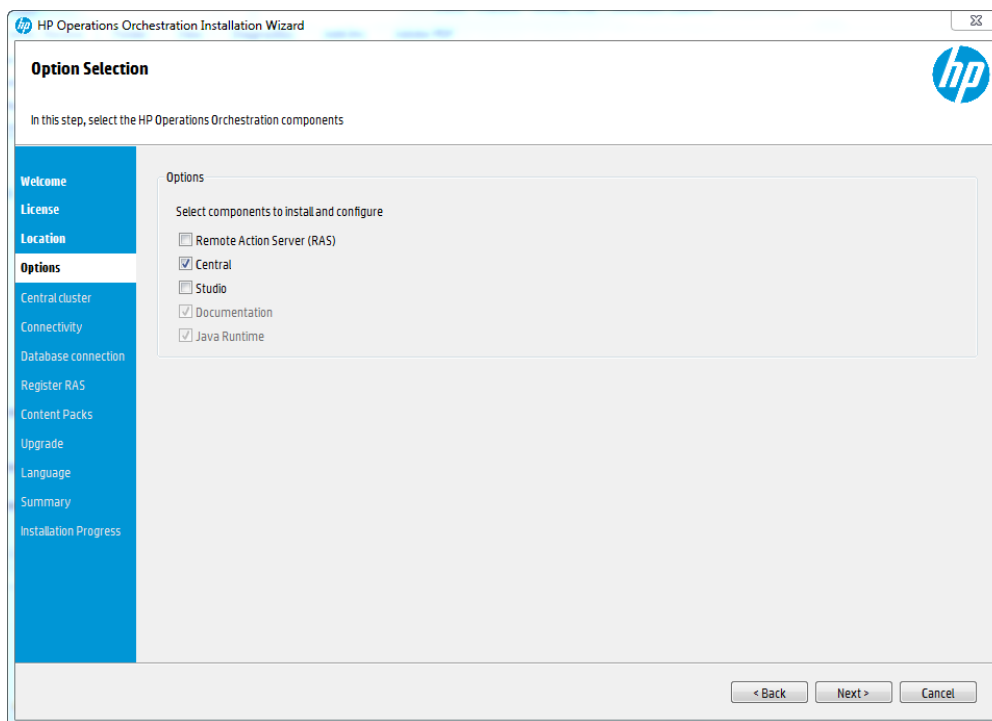 HP Operations Orchestration Installation Wizard
Option Selection
hp
In this step, select the HP Operations Orchestration components
Welcome
License
Location
Options
Central cluster
Connectivity
Database connection
Register RAS
Content Packs
Upgrade
Language
Summary
Installation Progress
Options
Select components to install and configure
Remote Action Server (RAS)
Central
Studio
Documentation
Java Runtime
< Back
Next >
Cancel